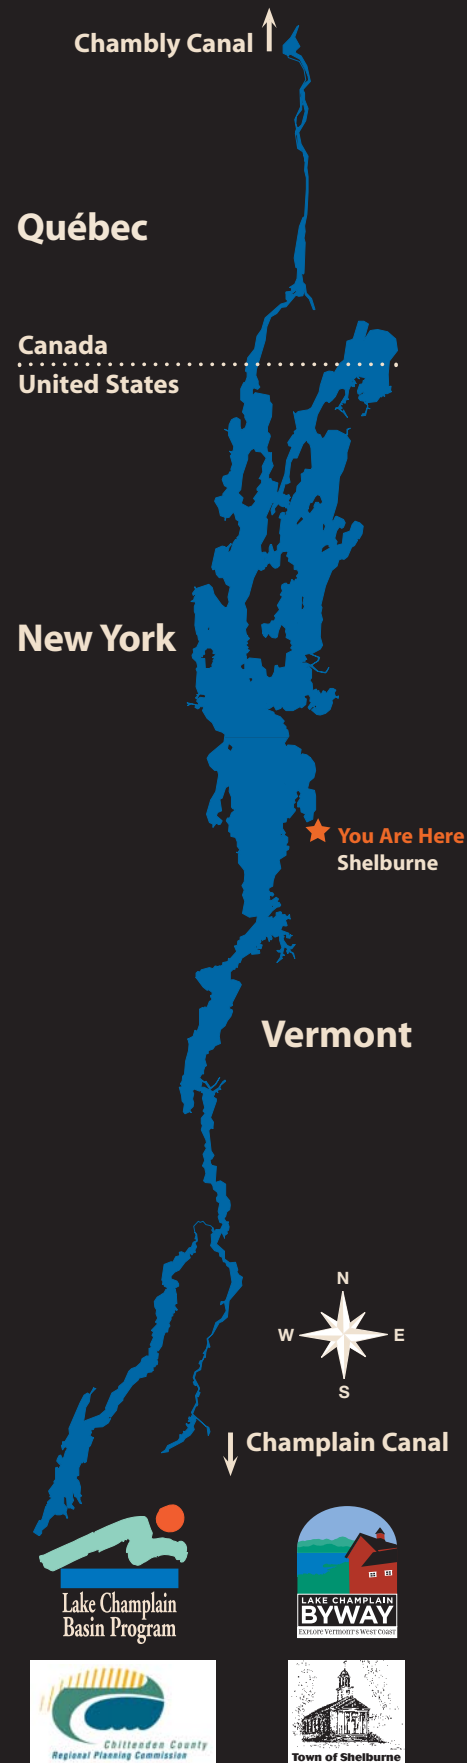 Chambly Canal
Québec
Canada
United States
New York
You Are Here
Shelburne
Vermont
N
W E
S
Champlain Canal
Lake Champlain
Basin Program
LAKE CHAMPLAIN
BYWAY
EXPLORE VERMONT'S WEST COAST
Chittenden County
Regional Planning Commission
Town of Shelburne